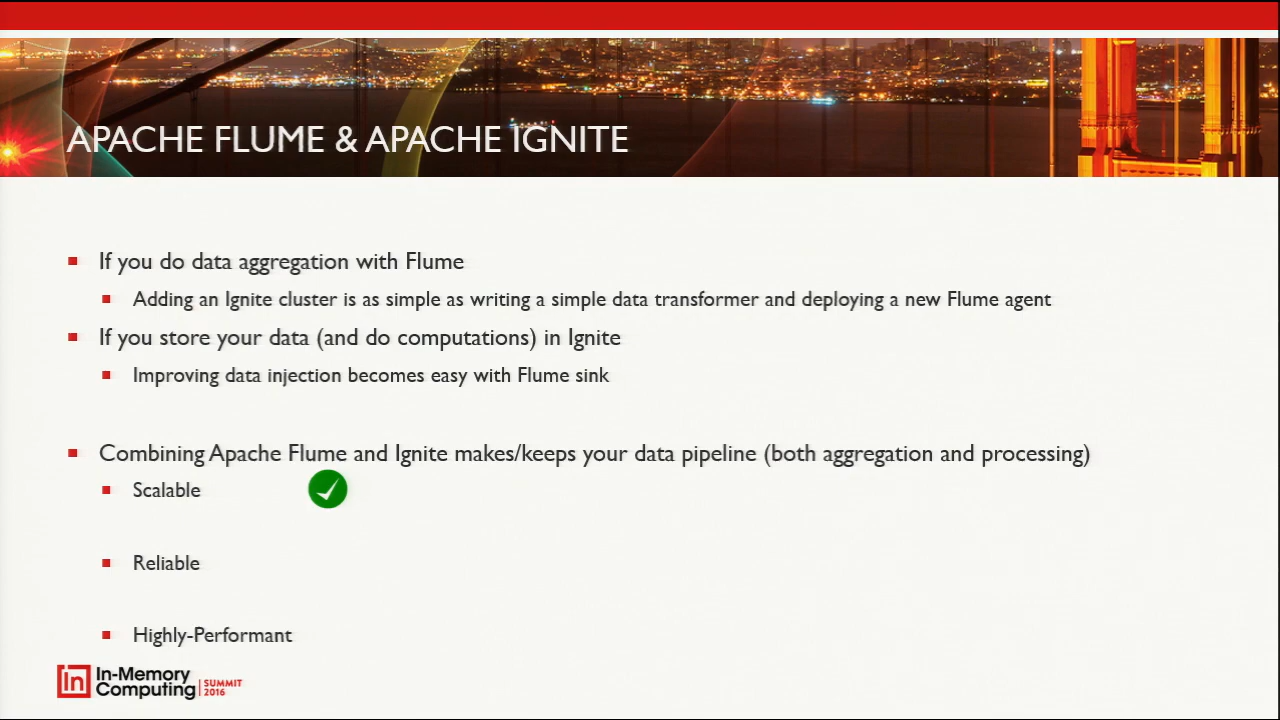 APACHE FLUME & APACHE IGNITE
If you do data aggregation with Flume
Adding an Ignite cluster is as simple as writing a simple data transformer and deploying a new Flume agent
If you store your data (and do computations) in Ignite
Improving data injection becomes easy with Flume sink
Combining Apache Flume and Ignite makes/keeps your data pipeline (both aggregation and processing)
Scalable
Reliable
Highly-Performant
in In-Memory
Computing
SUMMIT
2016